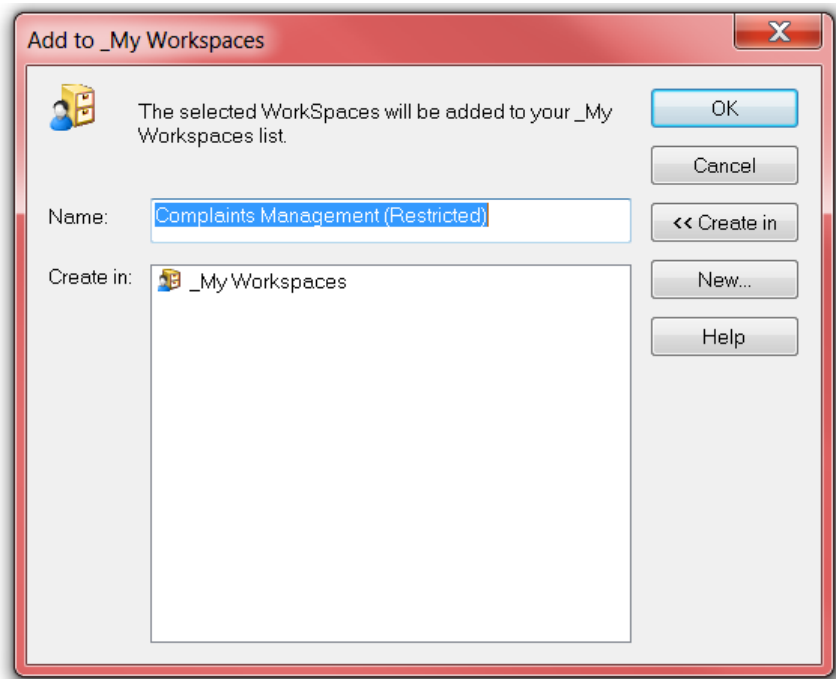 Add to _My Workspaces
X
The selected WorkSpaces will be added to your _My
Workspaces list.
OK
Cancel
Name:
Complaints Management (Restricted)
<< Create in
Create in:
_My Workspaces
New...
Help